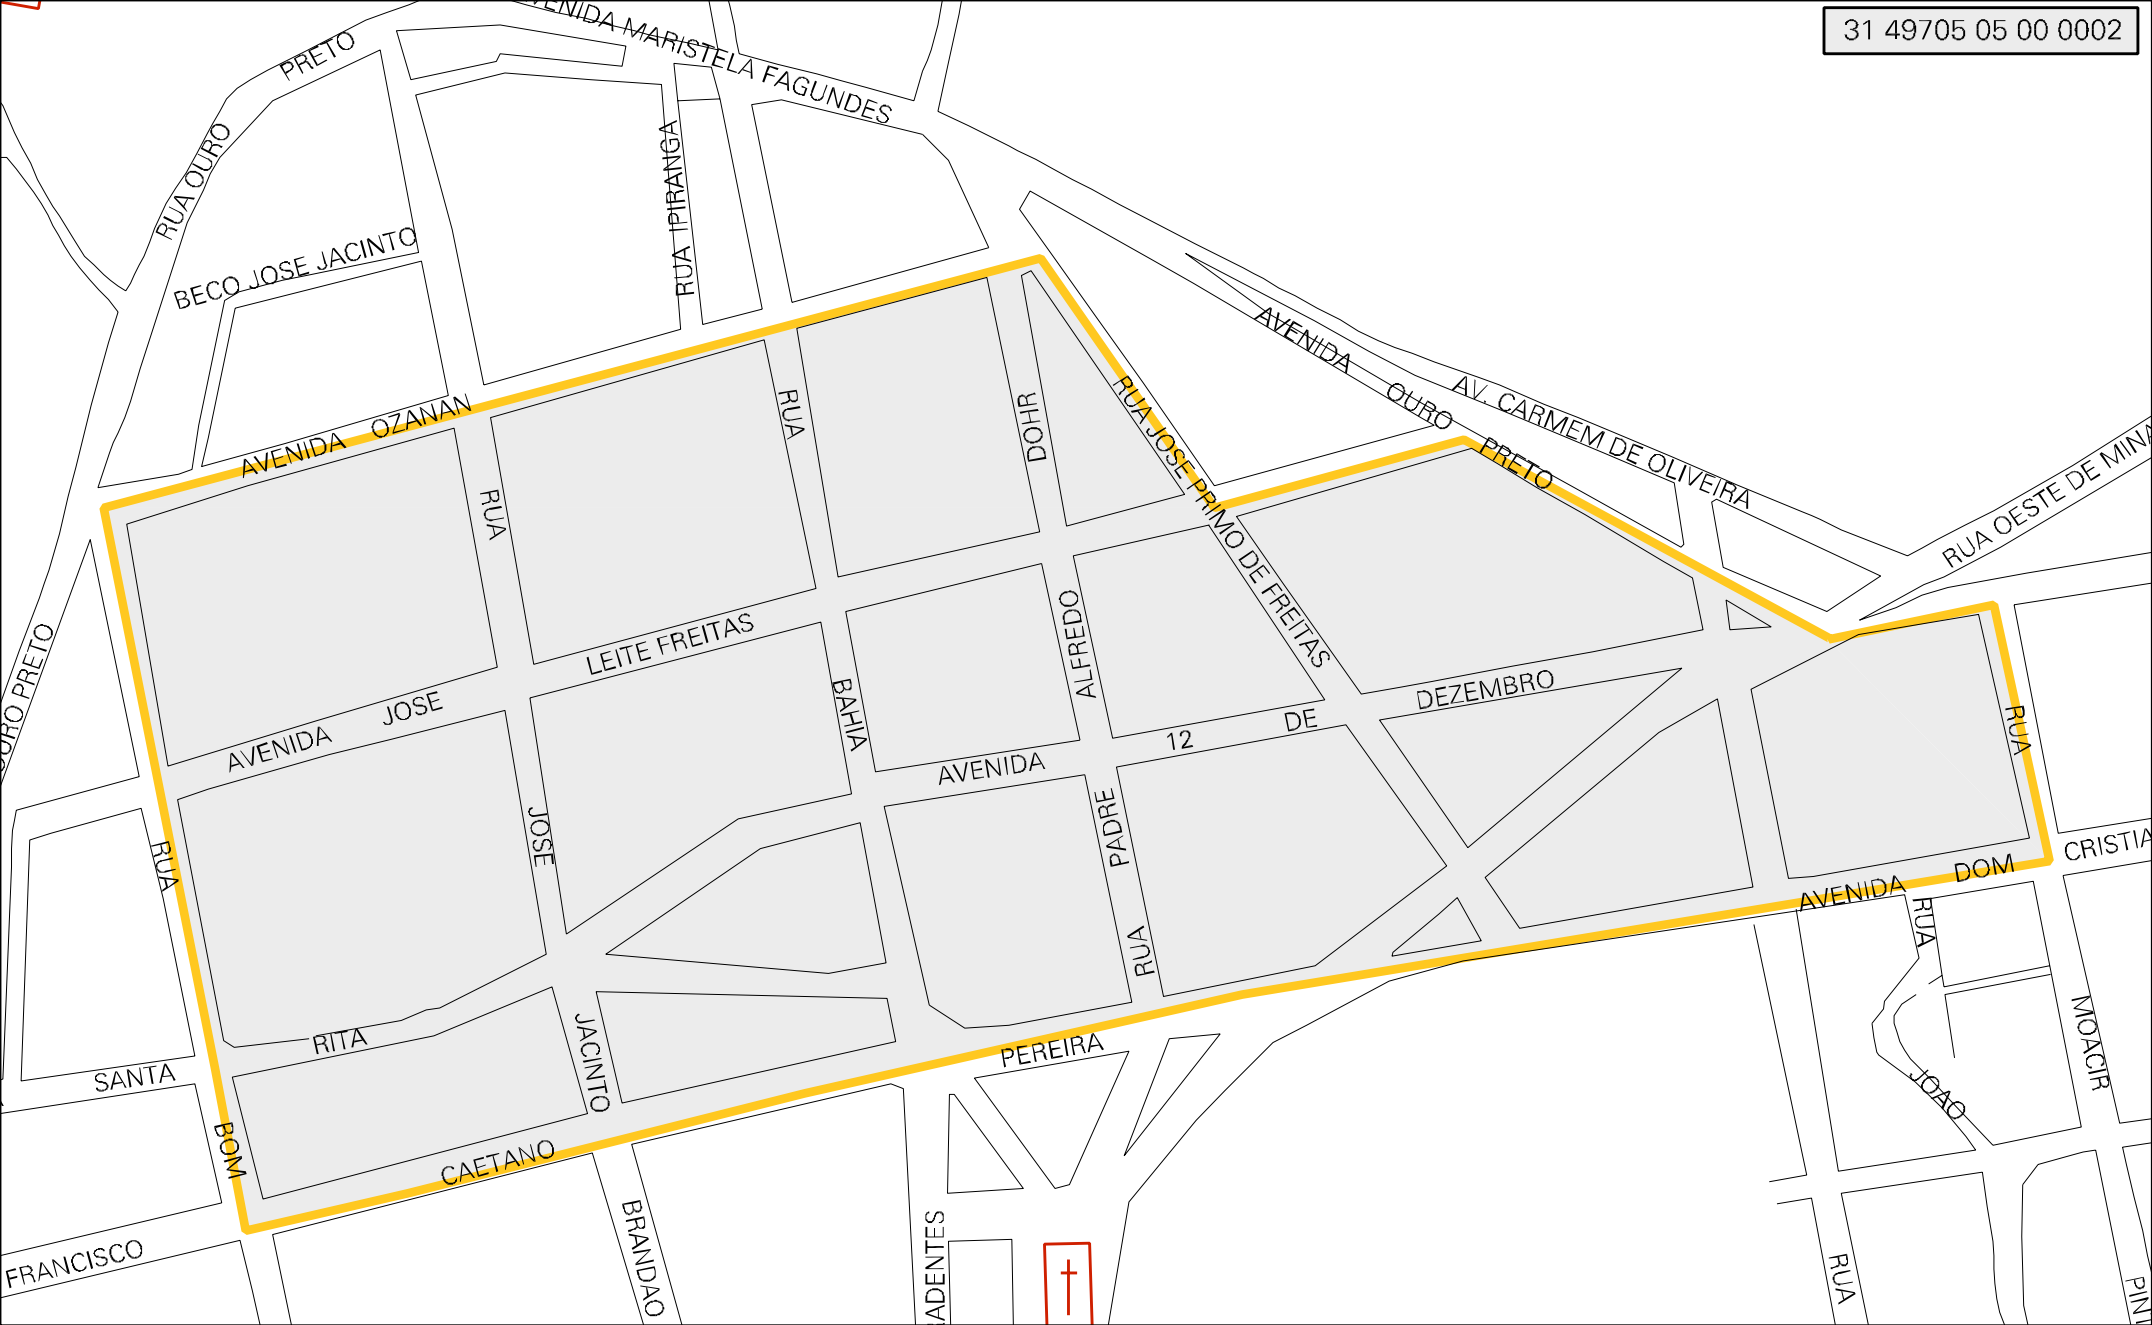 31 49705 05 00 0002
AVENIDA MARISTELA FAGUNDES
PRETO
RUA OURO
RUA IPIRANGA
BECO JOSE JACINTO
AVENIDA OURO PRETO
AV. CARMEM DE OLIVEIRA
RUA OESTE DE MINA
AVENIDA OZANAN
RUA
RUA
DOHR
RUA JOSE PRIMO DE FREITAS
LEITE FREITAS
ALFREDO
OURO PRETO
AVENIDA JOSE
BAHIA
AVENIDA 12 DE DEZEMBRO
RUA
JOSE
PADRE
RUA
RUA
CRISTIA
AVENIDA DOM
RUA
RITA
SANTA
JACINTO
PEREIRA
MOACIR
JOAO
BOM
CAETANO
FRANCISCO
BRANDAO
ADENTES
RUA
PIN